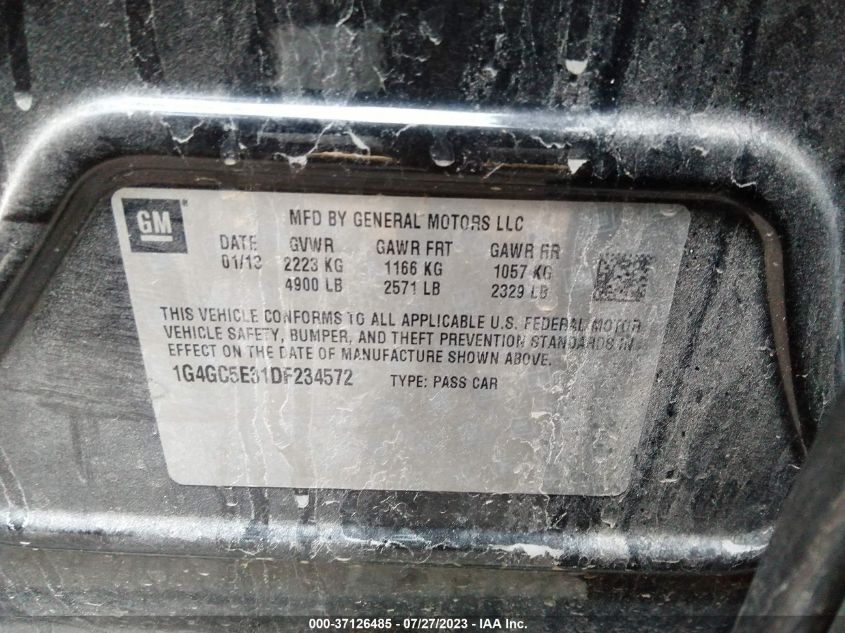 GM
MFD BY GENERAL MOTORS LLC
DATE GVWR GAWR FRT GAWR RR
01/13 2223 KG 1166 KG 1057 KG
4900 LB 2571 LB 2329 LB
THIS VEHICLE CONFORMS TO ALL APPLICABLE U.S. FEDERAL MOTOR
VEHICLE SAFETY, BUMPER, AND THEFT PREVENTION STANDARDS IN
EFFECT ON THE DATE OF MANUFACTURE SHOWN ABOVE.
1G4GC5E31DF234572 TYPE: PASS CAR
000-37126485 - 07/27/2023 - © IAA Inc.